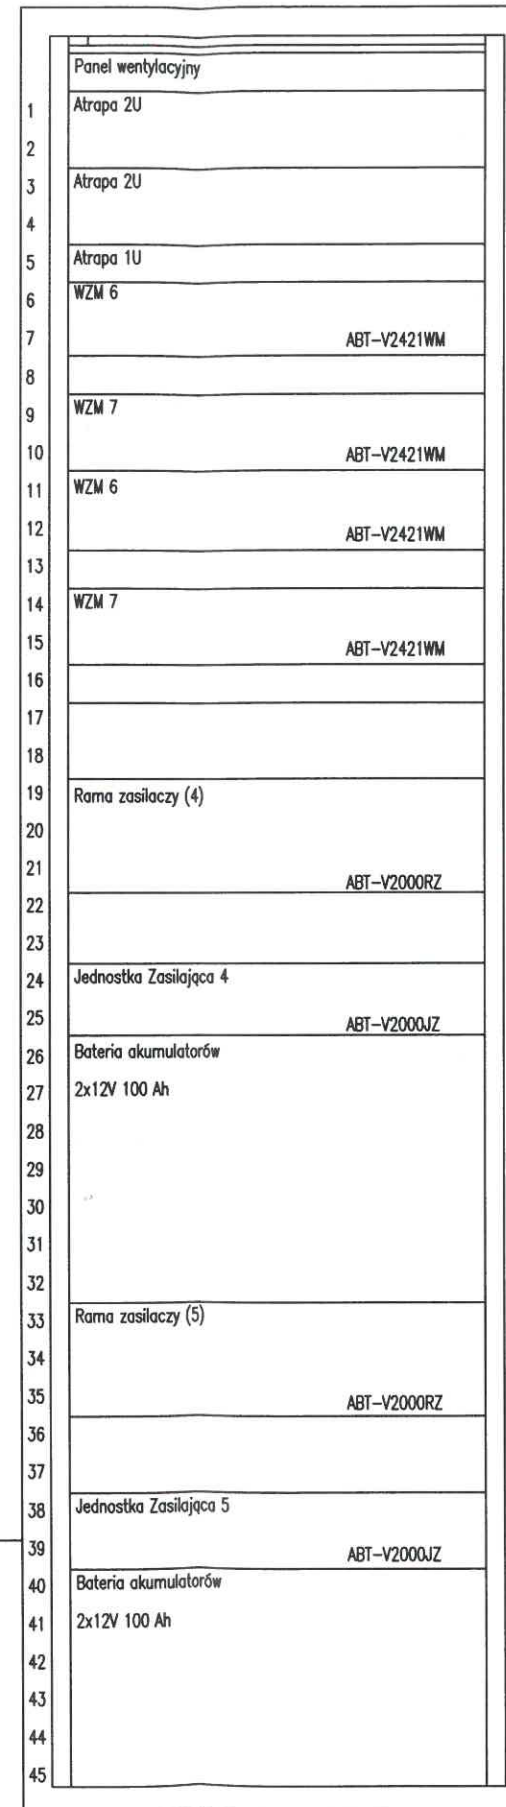 Panel wentylacyjny
1 Atrapa 2U
2
3 Atrapa 2U
4
5 Atrapa 1U
6 WZM 6
7 ABT-V2421WM
8
9 WZM 7
10 ABT-V2421WM
11 WZM 6
12 ABT-V2421WM
13
14 WZM 7
15 ABT-V2421WM
16
17
18
19 Rama zasilaczy (4)
20
21 ABT-V2000RZ
22
23
24 Jednostka Zasilająca 4
25 ABT-V2000JZ
26 Bateria akumulatorów
27 2x12V 100 Ah
28
29
30
31
32
33 Rama zasilaczy (5)
34
35 ABT-V2000RZ
36
37
38 Jednostka Zasilająca 5
39 ABT-V2000JZ
40 Bateria akumulatorów
41 2x12V 100 Ah
42
43
44
45